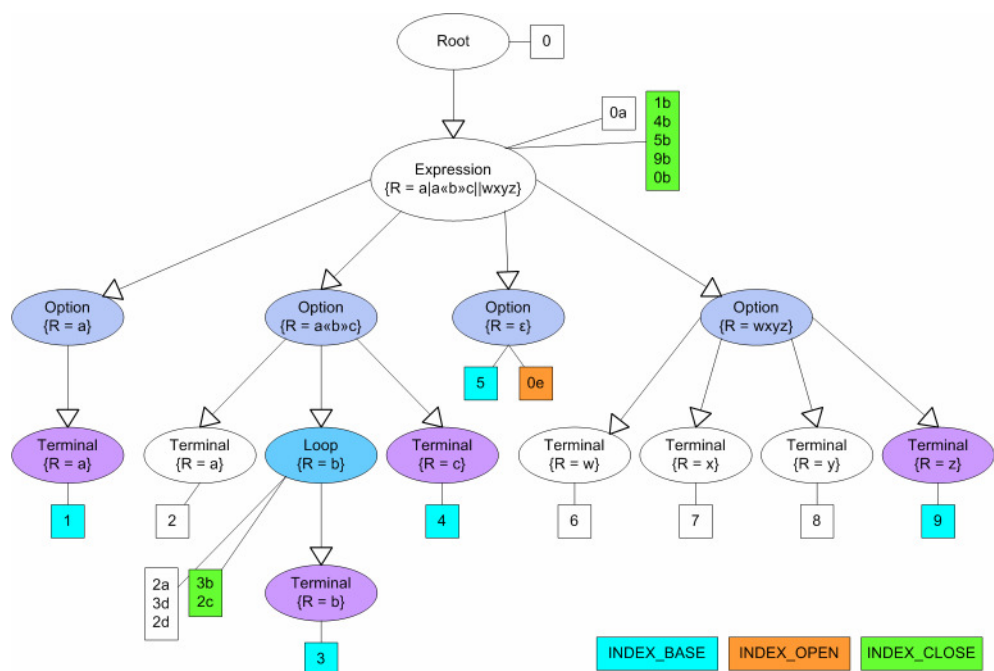 Root
0
0a
1b
4b
5b
9b
0b
Expression
{R = a|a«b»c||wxyz}
Option
{R = a}
Option
{R = a«b»c}
Option
{R = ε}
Option
{R = wxyz}
5
0e
Terminal
{R = a}
Terminal
{R = a}
Loop
{R = b}
Terminal
{R = c}
Terminal
{R = w}
Terminal
{R = x}
Terminal
{R = y}
Terminal
{R = z}
1
2
4
6
7
8
9
2a
3d
2d
3b
2c
Terminal
{R = b}
3
INDEX_BASE
INDEX_OPEN
INDEX_CLOSE